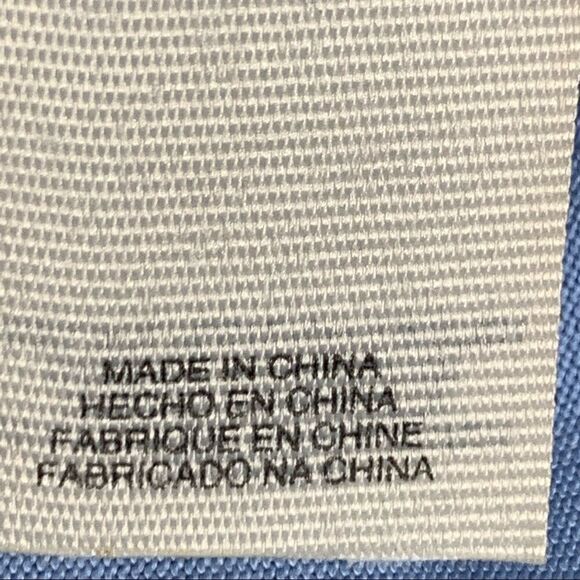 MADE IN CHINA
HECHO EN CHINA
FABRIQUE EN CHINE
FABRICADO NA CHINA